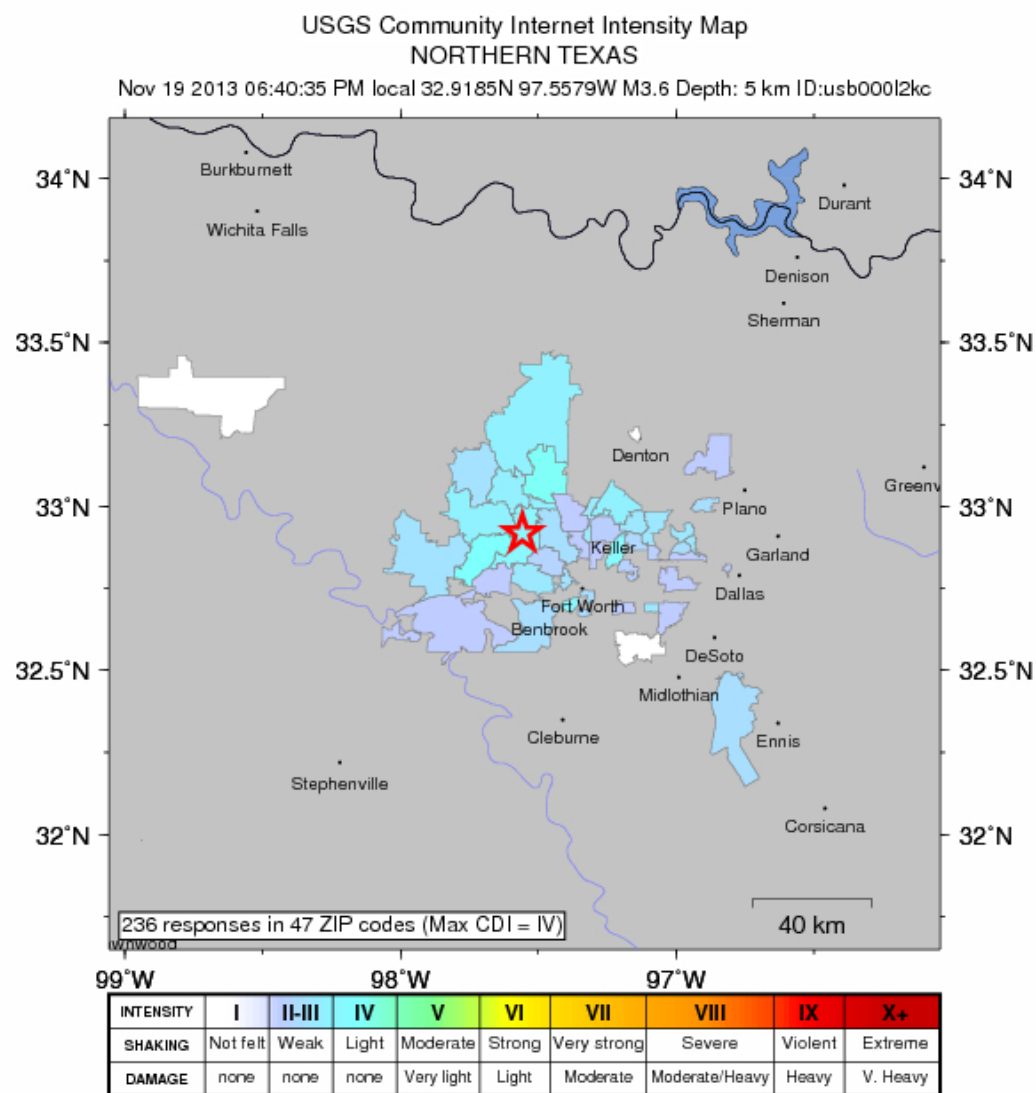 USGS Community Internet Intensity Map
NORTHERN TEXAS
Nov 19 2013 06:40:35 PM local 32.9185N 97.5579W M3.6 Depth: 5 km ID:usb000l2kc
34°N
34°N
Burkburnett
Durant
Wichita Falls
Denison
Sherman
33.5°N
33.5°N
Denton
Greenv
33°N
33°N
Plano
Keller
Garland
Dallas
Fort Worth
Benbrook
DeSoto
32.5°N
32.5°N
Midlothian
Cleburne
Ennis
Stephenville
32°N
32°N
Corsicana
236 responses in 47 ZIP codes (Max CDI = IV)
40 km
wnwood
99°W 98°W 97°W
INTENSITY I II-III IV V VI VII VIII IX X+
SHAKING Not felt Weak Light Moderate Strong Very strong Severe Violent Extreme
DAMAGE none none none Very light Light Moderate Moderate/Heavy Heavy V. Heavy